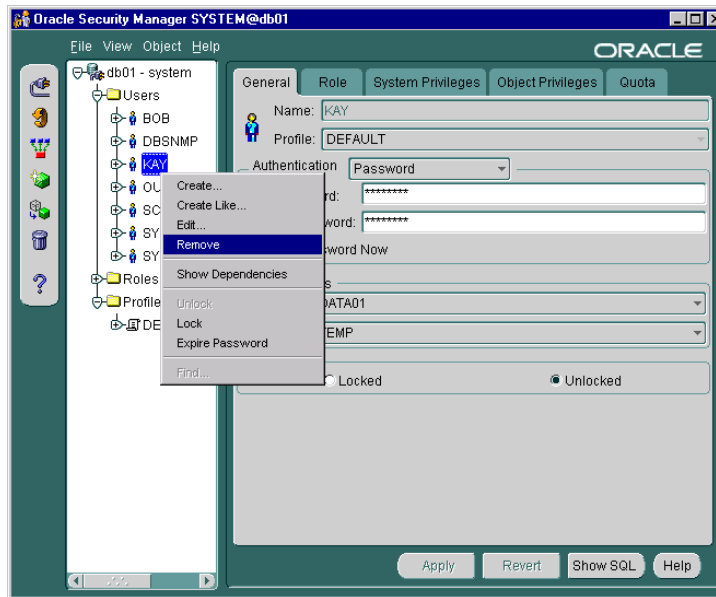 Oracle Security Manager SYSTEM@db01
File View Object Help
ORACLE
db01 - system
Users
BOB
DBSNMP
KAY
OU
SC
SY
SY
Roles
Profile
DE
Create...
Create Like...
Edit...
Remove
Show Dependencies
Unlock
Lock
Expire Password
Find...
General Role System Privileges Object Privileges Quota
Name: KAY
Profile: DEFAULT
Authentication Password
rd: ********
word: ********
sword Now
s
DATA01
TEMP
Locked Unlocked
Apply Revert Show SQL Help
?